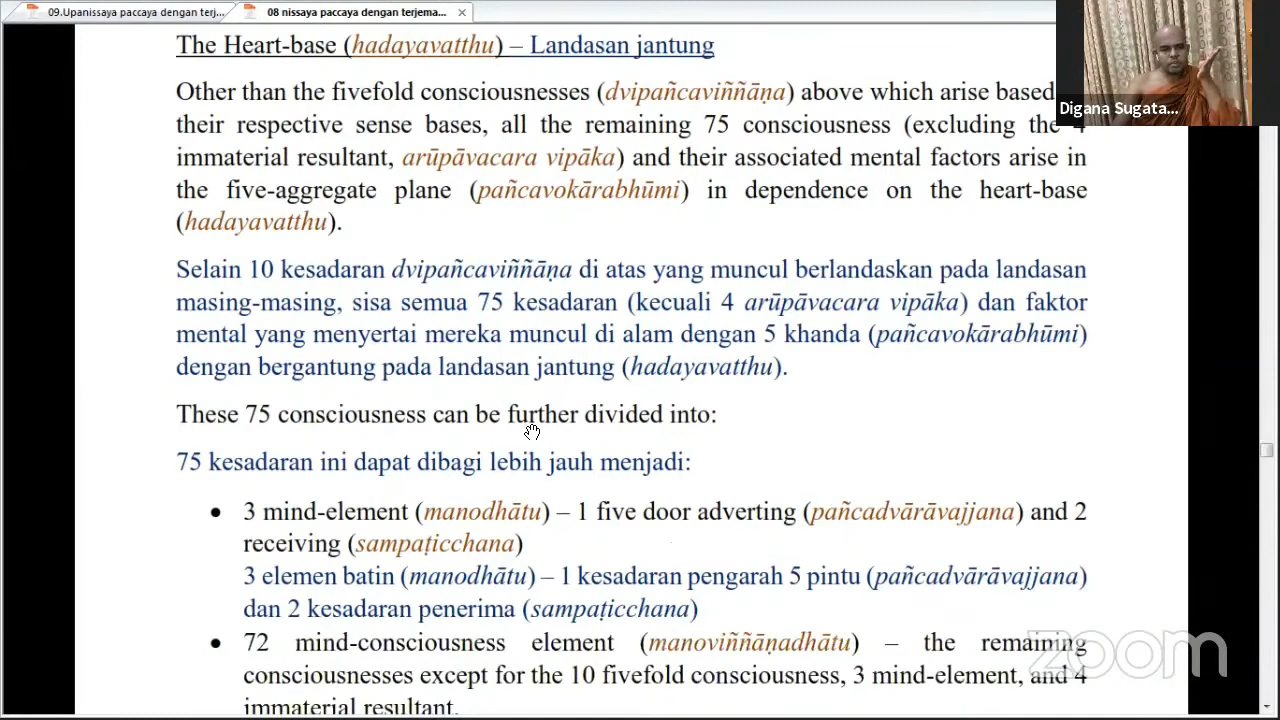 09.Upanissaya paccaya dengan terj...
08 nissaya paccaya dengan terjema...
The Heart-base (hadayavatthu) – Landasan jantung
Digana Sugata...
Other than the fivefold consciousnesses (dvipañcaviññāṇa) above which arise based
their respective sense bases, all the remaining 75 consciousness (excluding the 4
immaterial resultant, arūpāvacara vipāka) and their associated mental factors arise in
the five-aggregate plane (pañcavokārabhūmi) in dependence on the heart-base
(hadayavatthu).
Selain 10 kesadaran dvipañcaviññāṇa di atas yang muncul berlandaskan pada landasan
masing-masing, sisa semua 75 kesadaran (kecuali 4 arūpāvacara vipāka) dan faktor
mental yang menyertai mereka muncul di alam dengan 5 khanda (pañcavokārabhūmi)
dengan bergantung pada landasan jantung (hadayavatthu).
These 75 consciousness can be further divided into:
75 kesadaran ini dapat dibagi lebih jauh menjadi:
• 3 mind-element (manodhātu) – 1 five door adverting (pañcadvārāvajjana) and 2
receiving (sampaṭicchana)
3 elemen batin (manodhātu) – 1 kesadaran pengarah 5 pintu (pañcadvārāvajjana)
dan 2 kesadaran penerima (sampaṭicchana)
• 72 mind-consciousness element (manoviññāṇadhātu) – the remaining
consciousnesses except for the 10 fivefold consciousness, 3 mind-element, and 4
immaterial resultant.
zoom